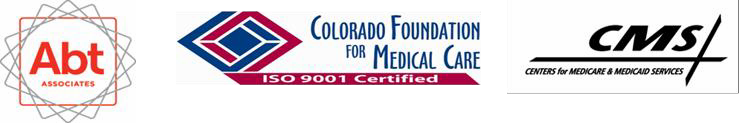 Abt
ASSOCIATES
COLORADO FOUNDATION
FOR MEDICAL CARE
ISO 9001 Certified
CMS
CENTERS for MEDICARE & MEDICAID SERVICES